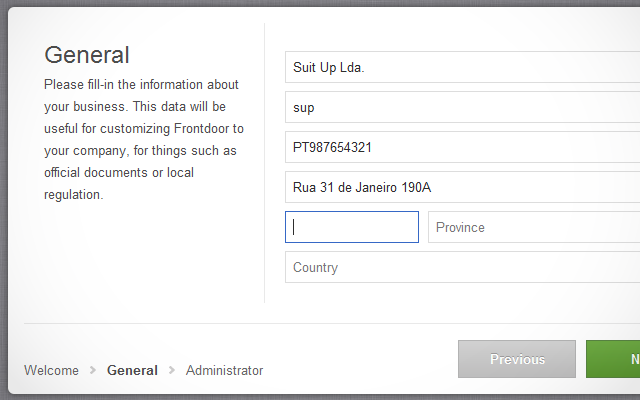 General
Please fill-in the information about
your business. This data will be
useful for customizing Frontdoor to
your company, for things such as
official documents or local
regulation.
Suit Up Lda.
sup
PT987654321
Rua 31 de Janeiro 190A
Province
Country
Welcome General Administrator
Previous